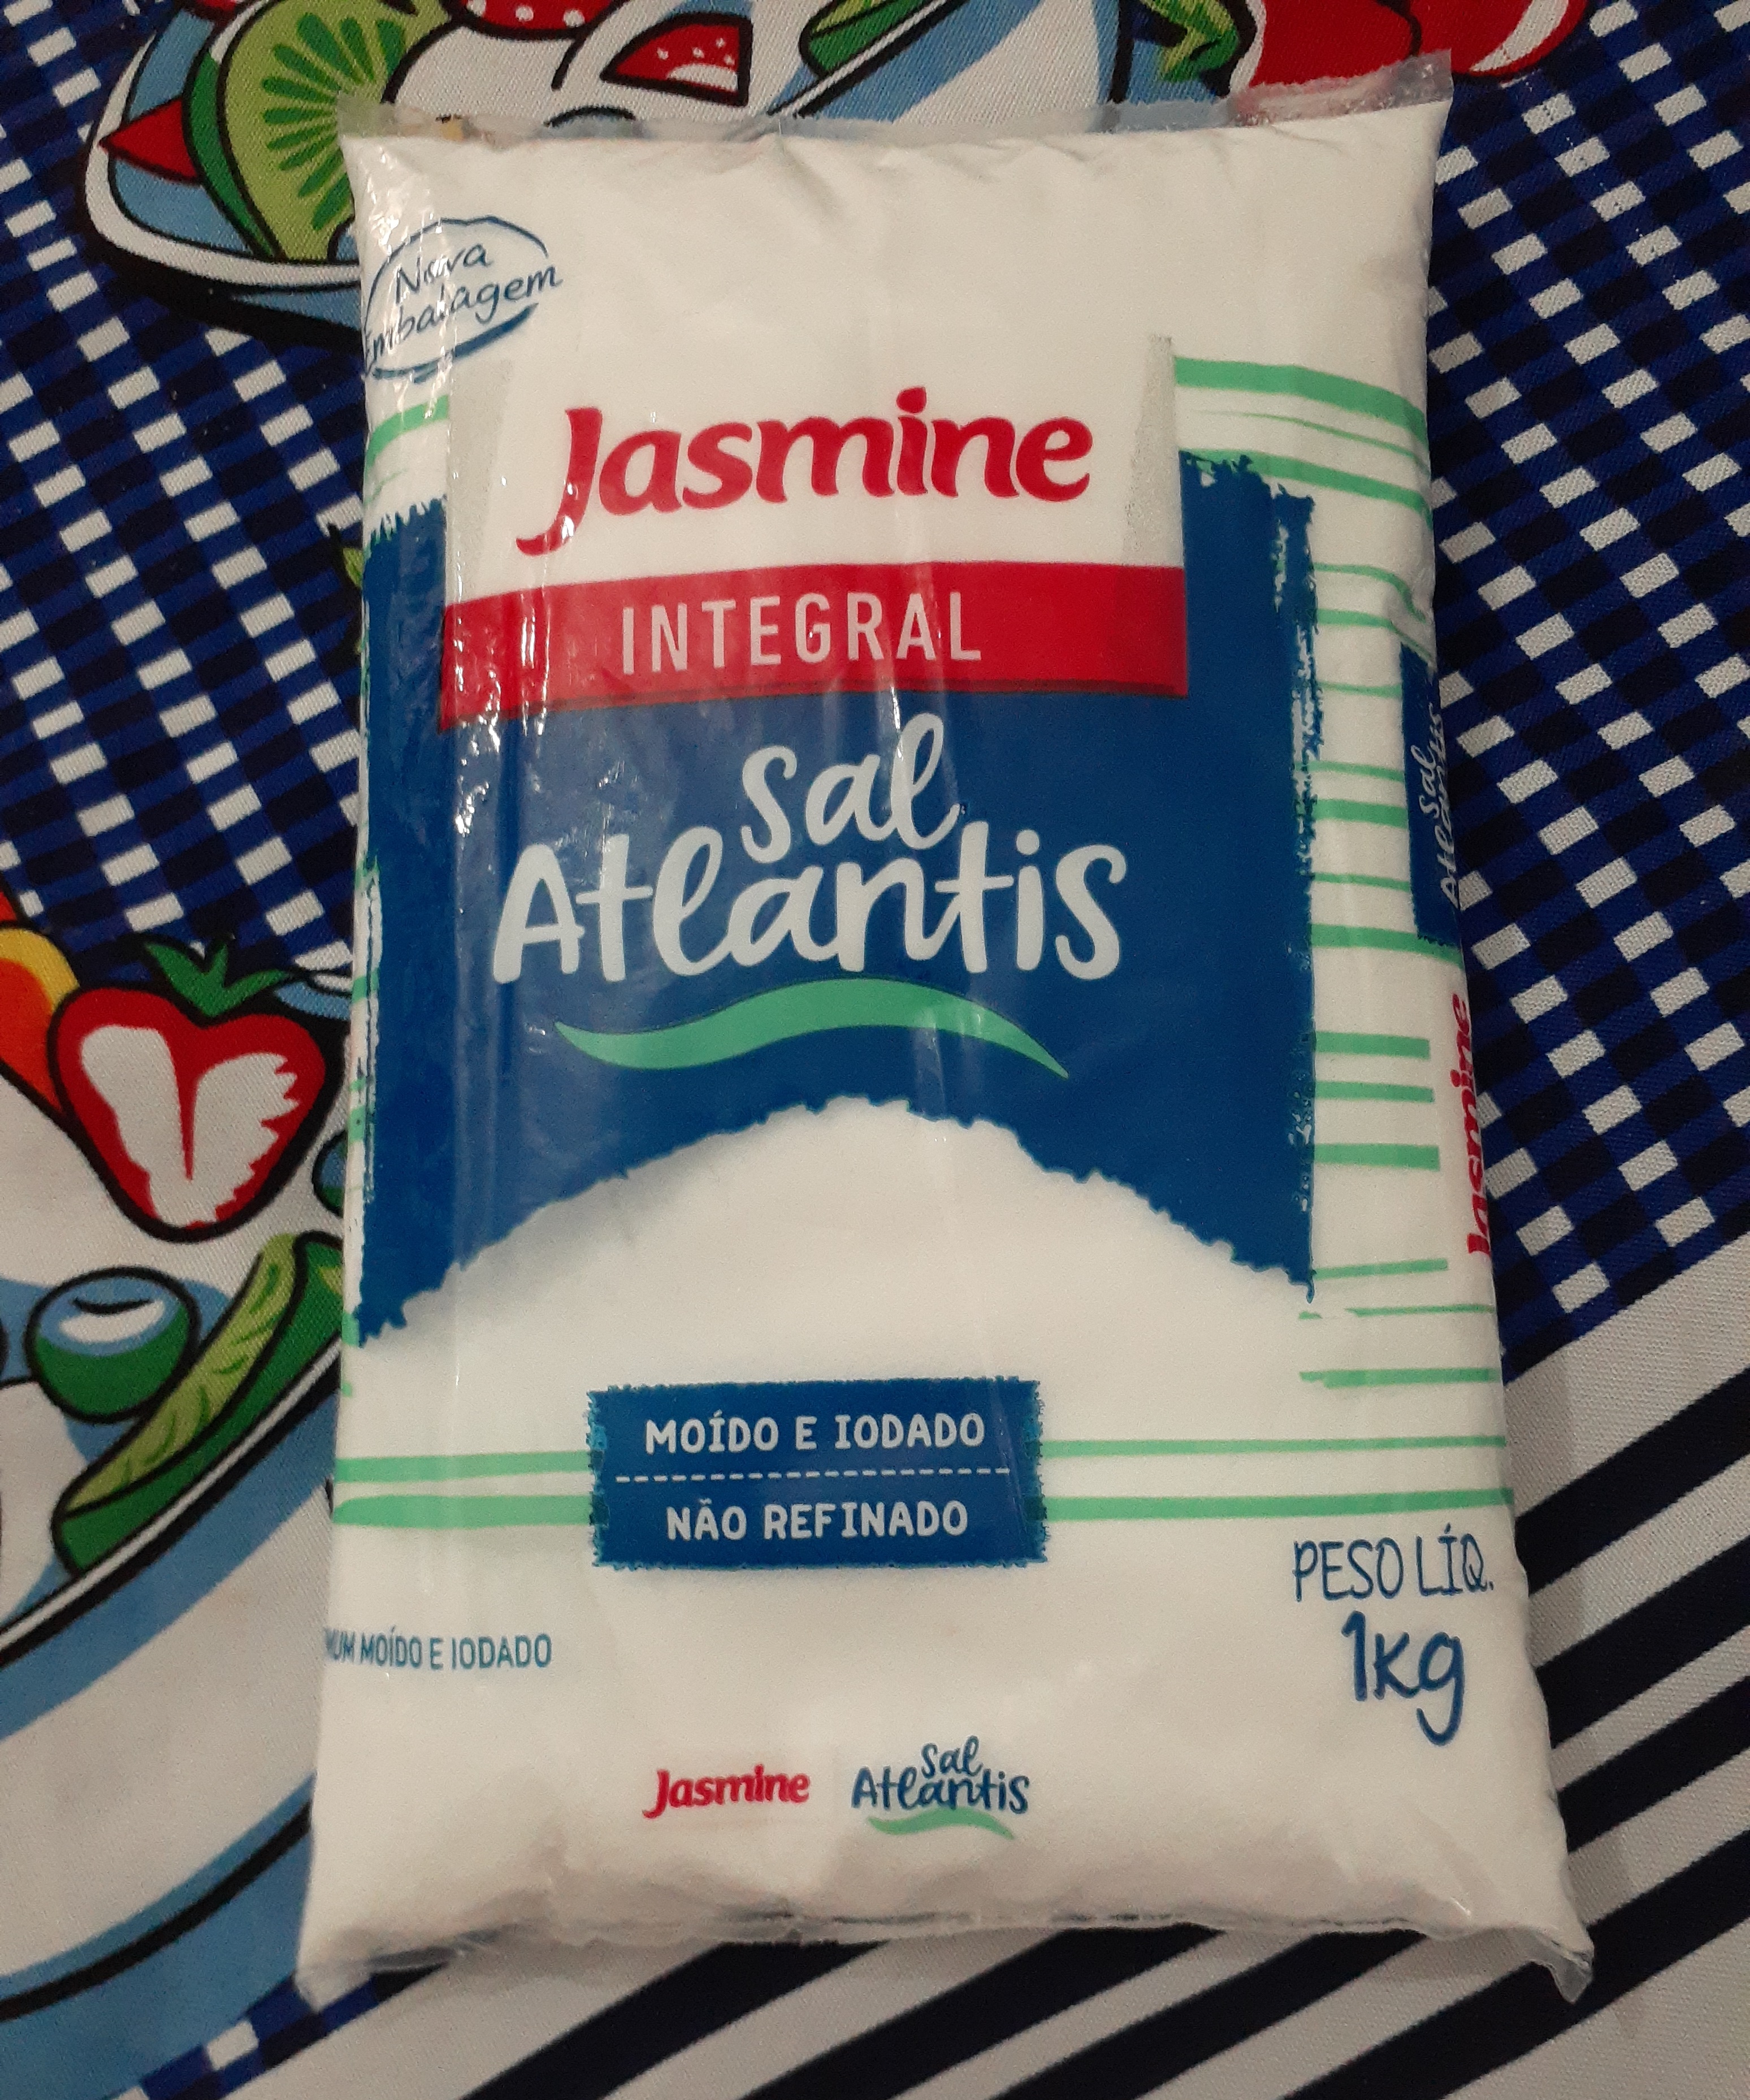 Nova
Embalagem
Jasmine
INTEGRAL
sal
Atlantis
sal
Atlantis
Jasmine
MOÍDO E IODADO
NÃO REFINADO
PESO LÍQ.
1kg
MOÍDO E IODADO
Jasmine
sal
Atlantis